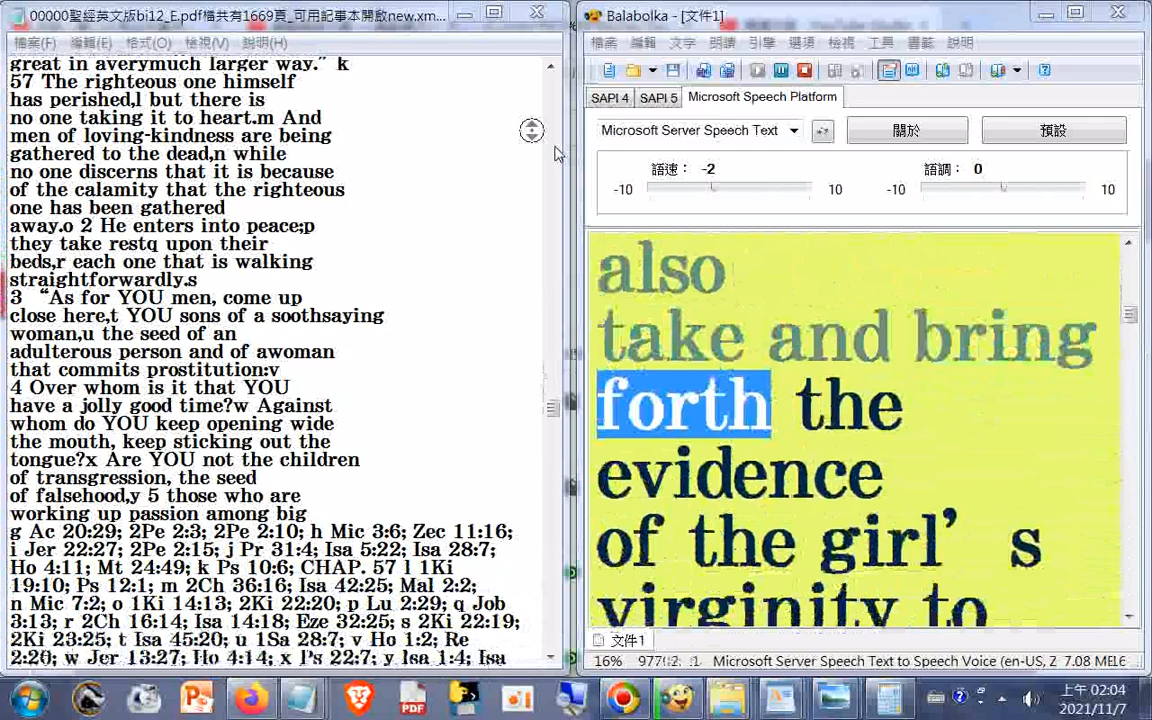 00000聖經英文版bi12_E.pdf檔共有1669頁_可用記事本開啟new.xm...
檔案(F) 編輯(E) 格式(O) 檢視(V) 說明(H)
great in averymuch larger way.” k
57 The righteous one himself
has perished,l but there is
no one taking it to heart.m And
men of loving-kindness are being
gathered to the dead,n while
no one discerns that it is because
of the calamity that the righteous
one has been gathered
away.o 2 He enters into peace;p
they take restq upon their
beds,r each one that is walking
straightforwardly.s
3 “As for YOU men, come up
close here,t YOU sons of a soothsaying
woman,u the seed of an
adulterous person and of awoman
that commits prostitution:v
4 Over whom is it that YOU
have a jolly good time?w Against
whom do YOU keep opening wide
the mouth, keep sticking out the
tongue?x Are YOU not the children
of transgression, the seed
of falsehood,y 5 those who are
working up passion among big
g Ac 20:29; 2Pe 2:3; 2Pe 2:10; h Mic 3:6; Zec 11:16;
i Jer 22:27; 2Pe 2:15; j Pr 31:4; Isa 5:22; Isa 28:7;
Ho 4:11; Mt 24:49; k Ps 10:6; CHAP. 57 l 1Ki
19:10; Ps 12:1; m 2Ch 36:16; Isa 42:25; Mal 2:2;
n Mic 7:2; o 1Ki 14:13; 2Ki 22:20; p Lu 2:29; q Job
3:13; r 2Ch 16:14; Isa 14:18; Eze 32:25; s 2Ki 22:19;
2Ki 23:25; t Isa 45:20; u 1Sa 28:7; v Ho 1:2; Re
2:20; w Jer 13:27; Ho 4:14; x Ps 22:7; y Isa 1:4; Isa
Balabolka - [文件1]
檔案 編輯 文字 朗讀 引擎 選項 檢視 工具 書籤 說明
SAPI 4 SAPI 5 Microsoft Speech Platform
Microsoft Server Speech Text 關於 預設
語速： -2 語調： 0
-10 10 -10 10
also
take and bring
forth the
evidence
of the girl’s
virginity to
文件1
16% Microsoft Server Speech Text to Speech Voice (en-US, Z 7.08 ME
上午 02:04
2021/11/7